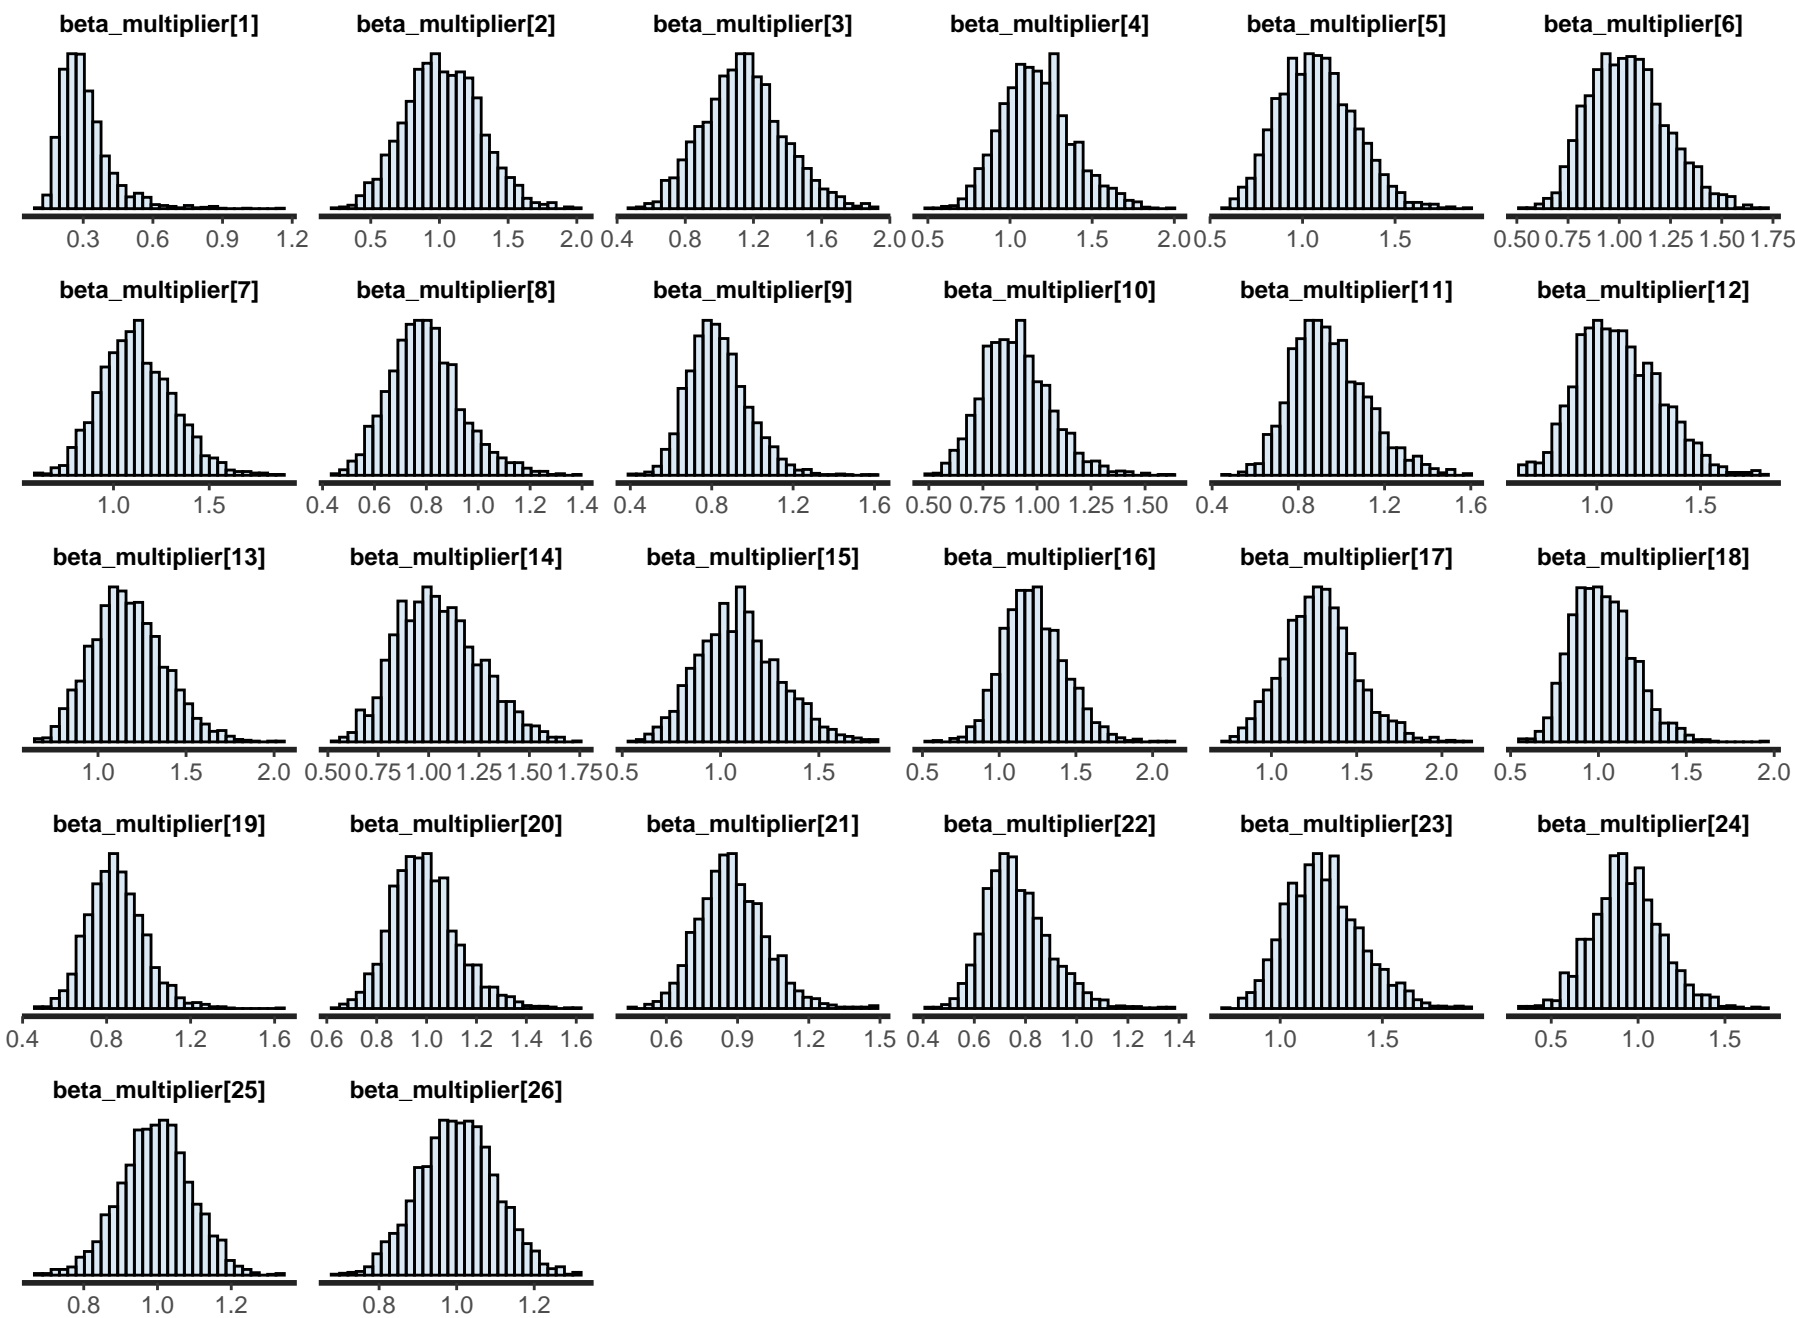 beta_multiplier[1] beta_multiplier[2] beta_multiplier[3] beta_multiplier[4] beta_multiplier[5] beta_multiplier[6]
0.3 0.6 0.9 1.2 0.5 1.0 1.5 2.0 0.4 0.8 1.2 1.6 2.0 0.5 1.0 1.5 2.0 0.5 1.0 1.5 0.50 0.75 1.00 1.25 1.50 1.75
beta_multiplier[7] beta_multiplier[8] beta_multiplier[9] beta_multiplier[10] beta_multiplier[11] beta_multiplier[12]
1.0 1.5 0.4 0.6 0.8 1.0 1.2 1.4 0.4 0.8 1.2 1.6 0.50 0.75 1.00 1.25 1.50 0.4 0.8 1.2 1.6 1.0 1.5
beta_multiplier[13] beta_multiplier[14] beta_multiplier[15] beta_multiplier[16] beta_multiplier[17] beta_multiplier[18]
1.0 1.5 2.0 0.50 0.75 1.00 1.25 1.50 1.75 0.5 1.0 1.5 0.5 1.0 1.5 2.0 1.0 1.5 2.0 0.5 1.0 1.5 2.0
beta_multiplier[19] beta_multiplier[20] beta_multiplier[21] beta_multiplier[22] beta_multiplier[23] beta_multiplier[24]
0.4 0.8 1.2 1.6 0.6 0.8 1.0 1.2 1.4 1.6 0.6 0.9 1.2 1.5 0.4 0.6 0.8 1.0 1.2 1.4 1.0 1.5 0.5 1.0 1.5
beta_multiplier[25] beta_multiplier[26]
0.8 1.0 1.2 0.8 1.0 1.2